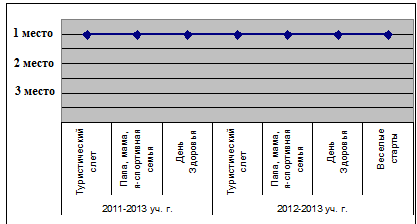 1 место
2 место
3 место
Туристический
слет
Папа, мама,
я-спортивная
семья
День
Здоровья
Туристический
слет
Папа, мама,
я-спортивная
семья
День
Здоровья
Веселые
старты
2011-2013 уч. г.
2012-2013 уч. г.